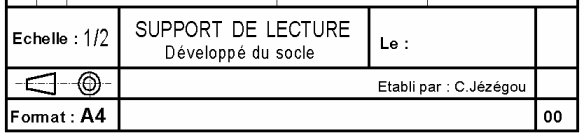 Echelle : 1/2
SUPPORT DE LECTURE
Développé du socle
Le :
Etabli par : C.Jézégou
Format : A4
00